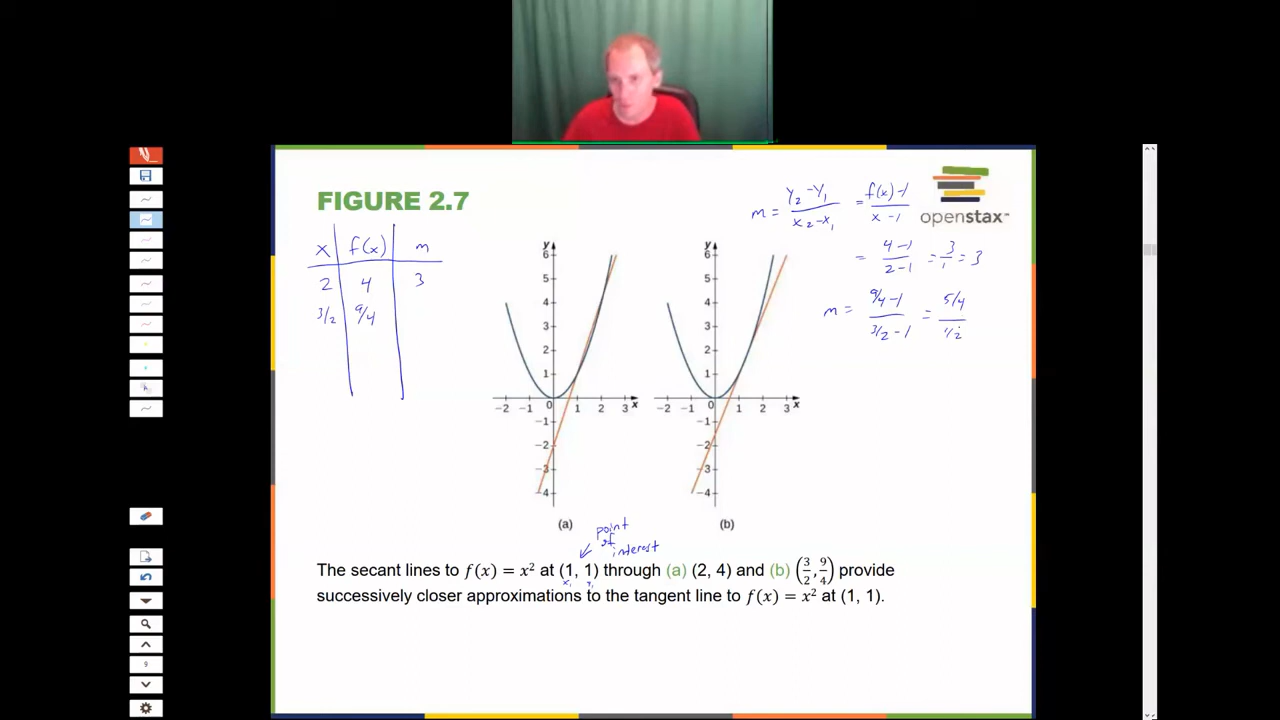 FIGURE 2.7
openstax™
m = y₂ - y₁ / x₂ - x₁ = f(x) - 1 / x - 1
= 4 - 1 / 2 - 1 = 3/1 = 3
m = 9/4 - 1 / 3/2 - 1 = 5/4 / 1/2
x f(x) m
2 4 3
3/2 9/4
y
6
5
4
3
2
1
0
−1
−2
−3
−4
−2 −1 1 2 3 x
(a)
y
6
5
4
3
2
1
0
−1
−2
−3
−4
−2 −1 1 2 3 x
(b)
point
of
interest
The secant lines to f(x) = x² at (1, 1) through (a) (2, 4) and (b) (3/2, 9/4) provide
x₁ y₁
successively closer approximations to the tangent line to f(x) = x² at (1, 1).
9